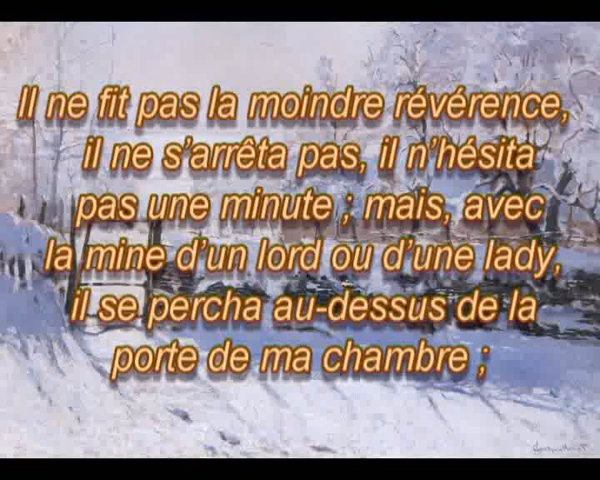 Il ne fit pas la moindre révérence,
il ne s’arrêta pas, il n’hésita
pas une minute ; mais, avec
la mine d’un lord ou d’une lady,
il se percha au-dessus de la
porte de ma chambre ;